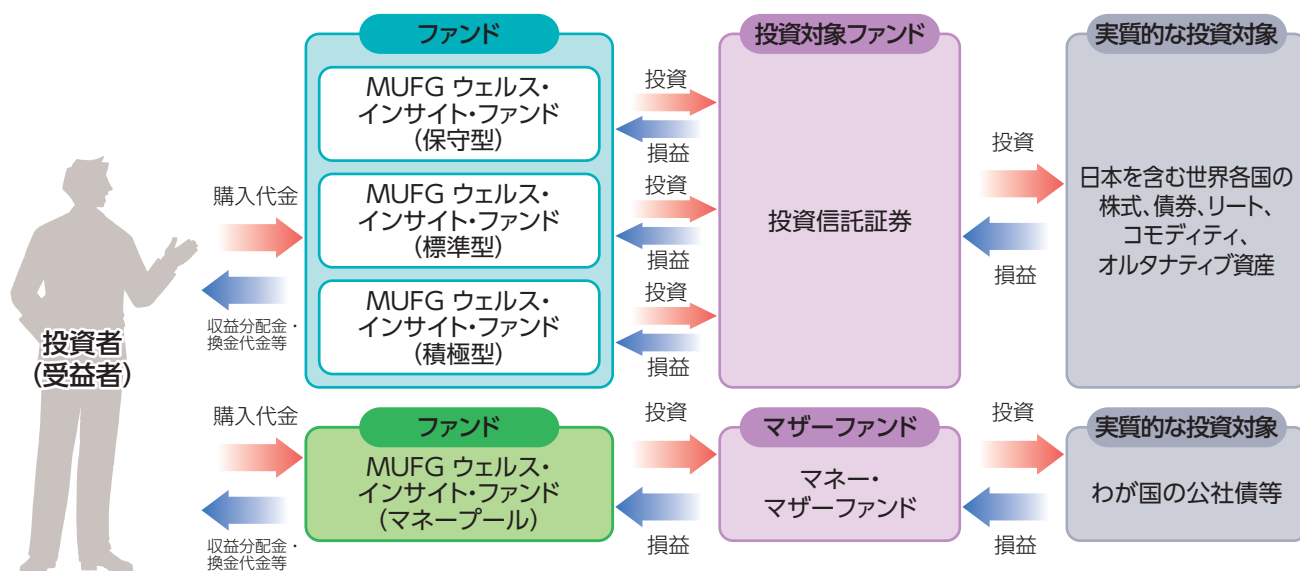 ファンド
投資対象ファンド
実質的な投資対象
MUFG ウェルス・
インサイト・ファンド
(保守型)
投資
損益
MUFG ウェルス・
インサイト・ファンド
(標準型)
投資
損益
MUFG ウェルス・
インサイト・ファンド
(積極型)
投資
損益
購入代金
収益分配金・
換金代金等
投資信託証券
投資
損益
日本を含む世界各国の
株式、債券、リート、
コモディティ、
オルタナティブ資産
投資者
(受益者)
購入代金
収益分配金・
換金代金等
ファンド
MUFG ウェルス・
インサイト・ファンド
(マネープール)
投資
損益
マザーファンド
マネー・
マザーファンド
投資
損益
実質的な投資対象
わが国の公社債等